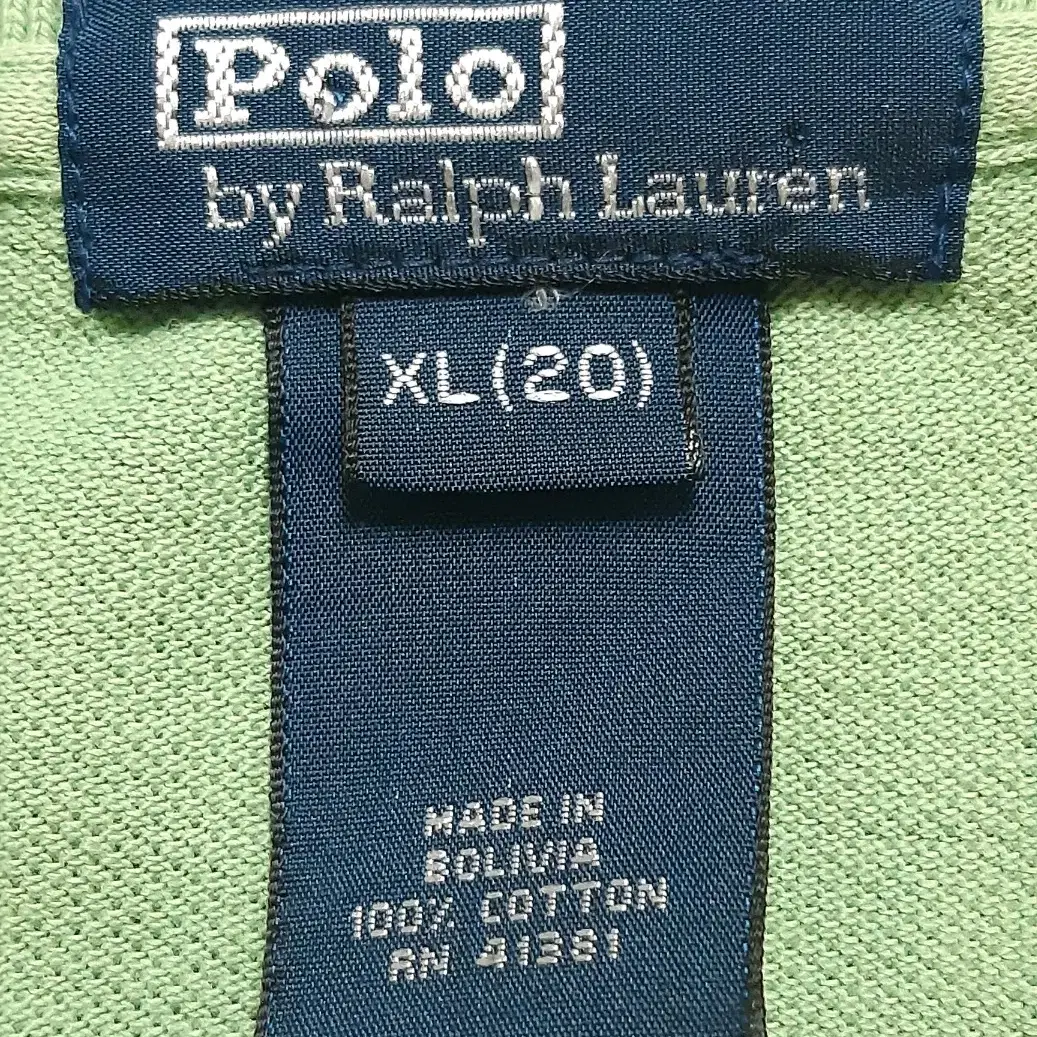 Polo
by Ralph Lauren
XL (20)
MADE IN
BOLIVIA
100% COTTON
RN 41381